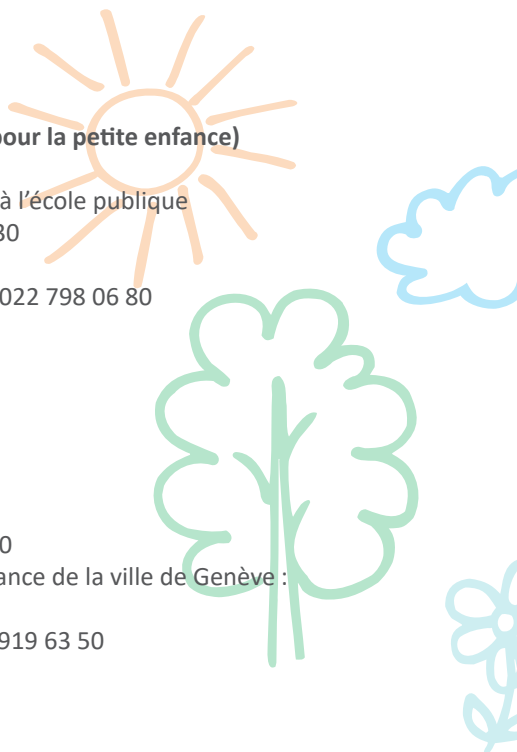 pour la petite enfance)
à l'école publique
30
022 798 06 80
0
ance de la ville de Genève :
919 63 50